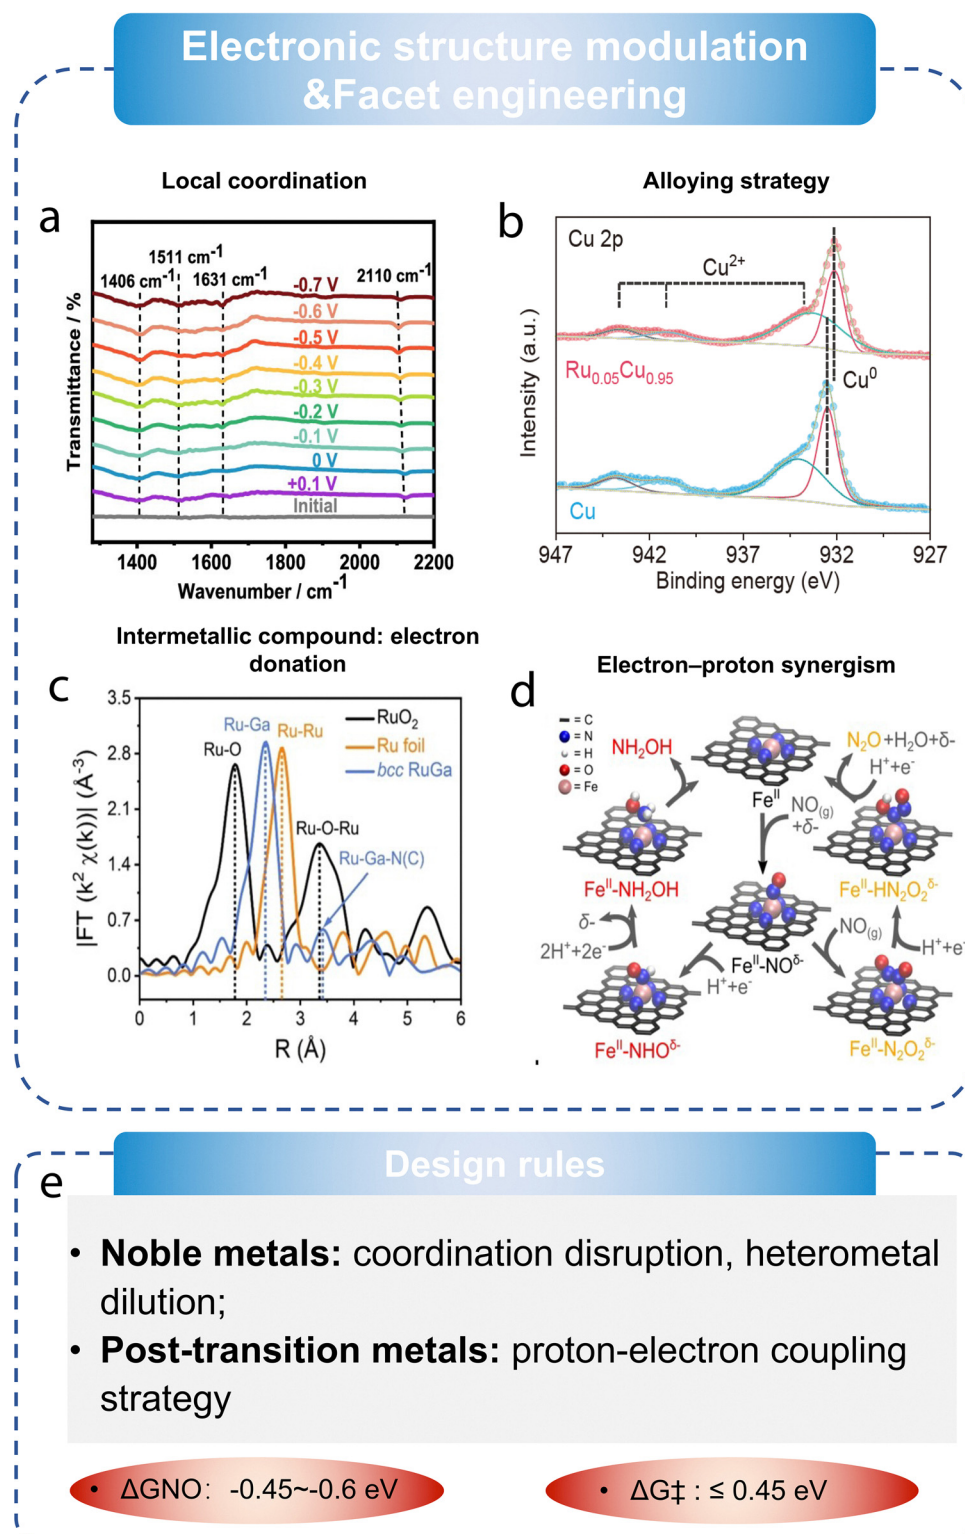 Electronic structure modulation
&Facet engineering
Local coordination
a
1511 cm-1
1406 cm-1
1631 cm-1
2110 cm-1
-0.7 V
-0.6 V
-0.5 V
-0.4 V
-0.3 V
-0.2 V
-0.1 V
0 V
+0.1 V
Initial
Transmittance / %
1400 1600 1800 2000 2200
Wavenumber / cm-1
Alloying strategy
b
Cu 2p
Cu2+
Ru0.05Cu0.95
Cu0
Cu
Intensity (a.u.)
947 942 937 932 927
Binding energy (eV)
Intermetallic compound: electron
donation
c
3.5
2.8
2.1
1.4
0.7
0.0
|FT (k2 χ(k))| (Å-3)
Ru-Ga
Ru-Ru
Ru-O
RuO2
Ru foil
bcc RuGa
Ru-O-Ru
Ru-Ga-N(C)
0 1 2 3 4 5 6
R (Å)
Electron–proton synergism
d
= C
= N
= H
= O
= Fe
NH2OH
FeII
N2O+H2O+δ-
H++e-
NO(g)
+δ-
FeII-NH2OH
FeII-HN2O2δ-
δ-
2H++2e-
NO(g)
H++e-
FeII-NOδ-
H++e-
FeII-NHOδ-
FeII-N2O2δ-
Design rules
e
• Noble metals: coordination disruption, heterometal
dilution;
• Post-transition metals: proton-electron coupling
strategy
• ΔGNO: -0.45~-0.6 eV
• ΔG‡ : ≤ 0.45 eV